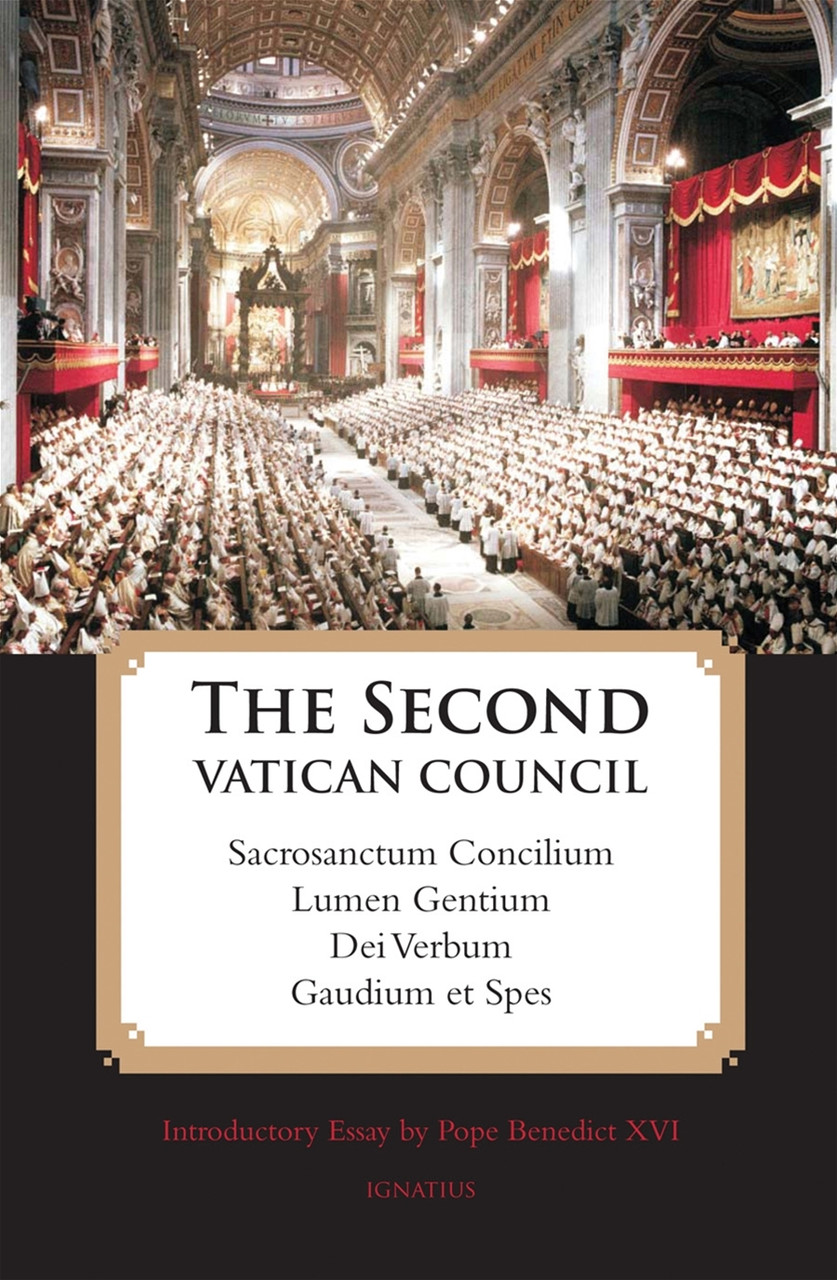 THE SECOND
VATICAN COUNCIL
Sacrosanctum Concilium
Lumen Gentium
Dei Verbum
Gaudium et Spes
Introductory Essay by Pope Benedict XVI
IGNATIUS